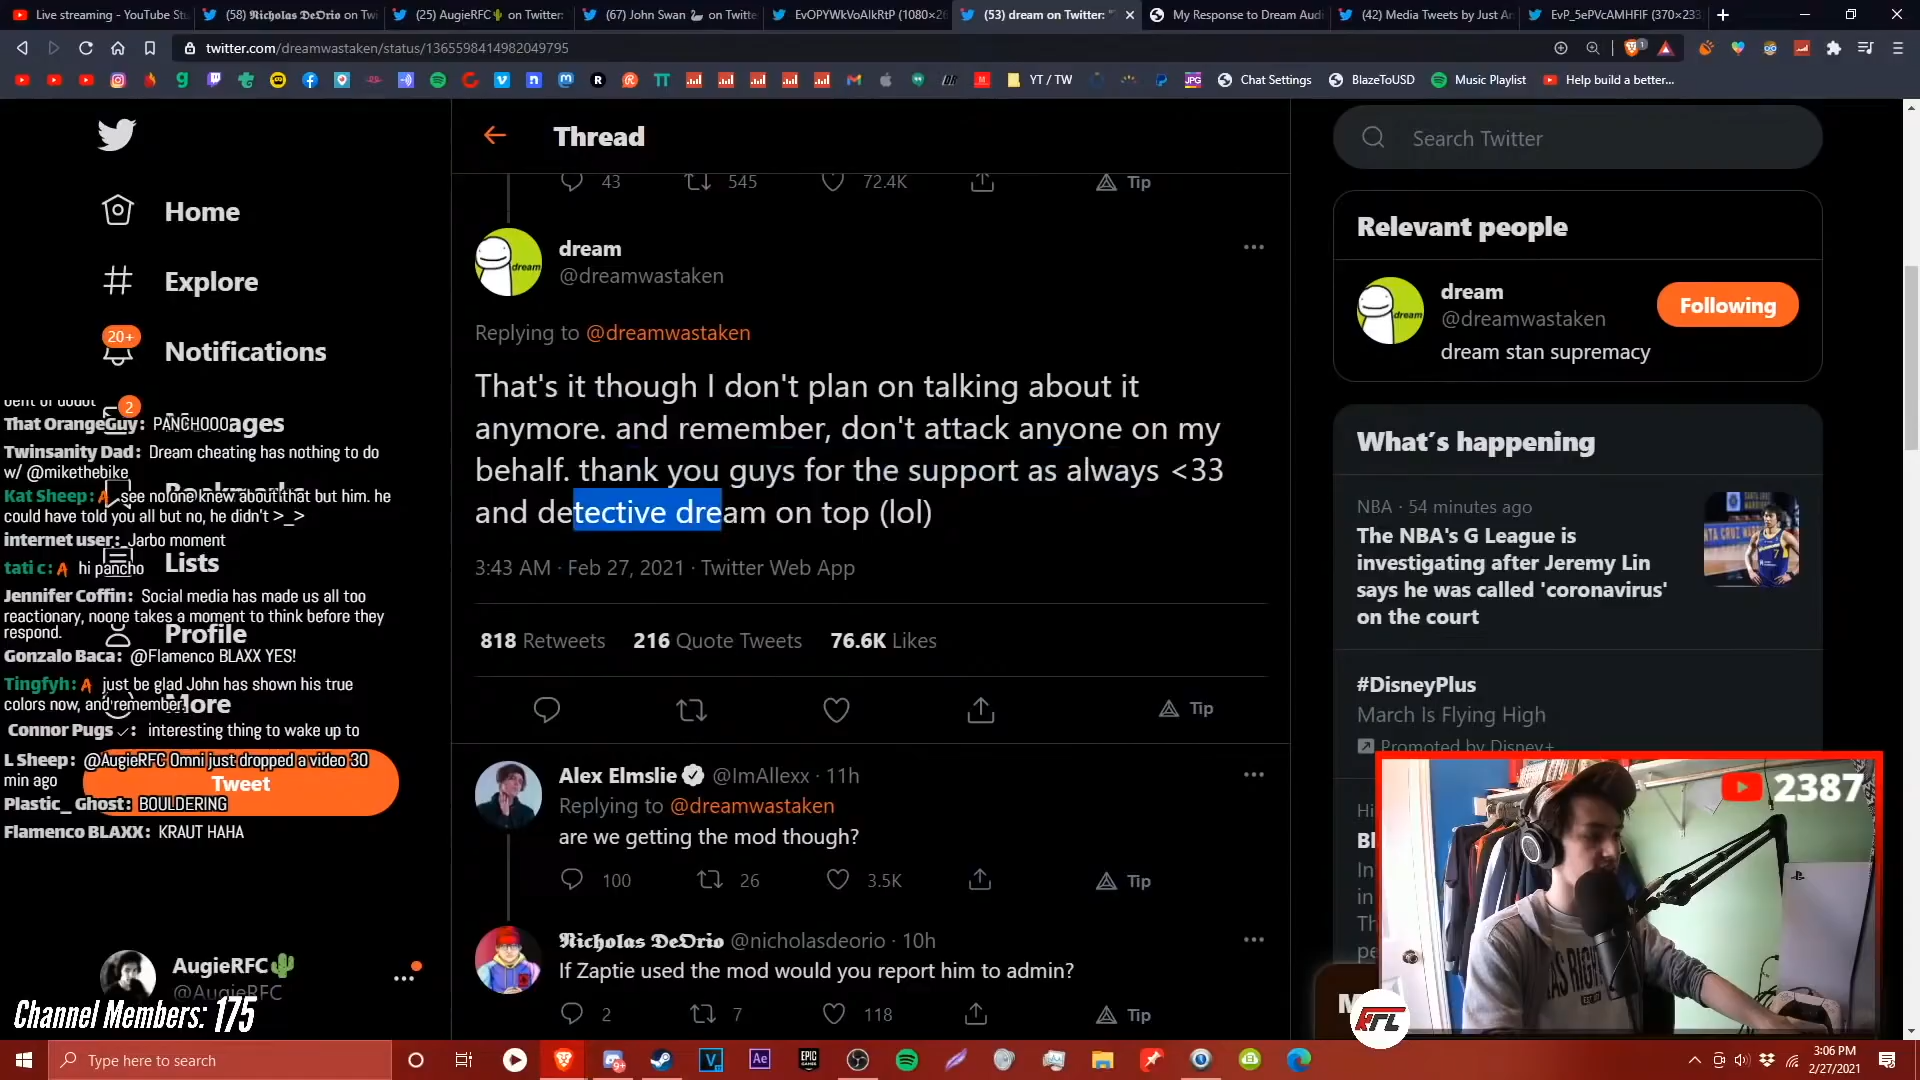 Live streaming - YouTube Stu
(58) 𝕹𝖎𝖈𝖍𝖔𝖑𝖆𝖘 𝕯𝖊𝕺𝖗𝖎𝖔 on Tw
(25) AugieRFC🌵 on Twitter:
(67) John Swan 🦢 on Twitte
EvOPYWkVoAIkRtP (1080×26
(53) dream on Twitter: "
My Response to Dream Aud
(42) Media Tweets by Just An
EvP_5ePVcAMHFIF (370×233
twitter.com/dreamwastaken/status/1365598414982049795
YT / TW
Chat Settings
BlazeToUSD
Music Playlist
Help build a better...
Home
Explore
20+
Notifications
2
Lists
Profile
More
Tweet
That OrangeGuy: PANCHOOO
Twinsanity Dad: Dream cheating has nothing to do
w/ @mikethebike
Kat Sheep: see no1one knew about that but him. he
could have told you all but no, he didn't >_>
internet user: Jarbo moment
tati c: hi pancho
Jennifer Coffin: Social media has made us all too
reactionary, noone takes a moment to think before they
respond.
Gonzalo Baca: @Flamenco BLAXX YES!
Tingfyh: just be glad John has shown his true
colors now, and remember.
Connor Pugs ✓: interesting thing to wake up to
L Sheep: @AugieRFC Omni just dropped a video 30
min ago
Plastic_ Ghost: BOULDERING
Flamenco BLAXX: KRAUT HAHA
AugieRFC🌵
@AugieRFC
Channel Members: 175
Thread
43
545
72.4K
Tip
dream
@dreamwastaken
Replying to @dreamwastaken
That's it though I don't plan on talking about it
anymore. and remember, don't attack anyone on my
behalf. thank you guys for the support as always <33
and detective dream on top (lol)
3:43 AM · Feb 27, 2021 · Twitter Web App
818 Retweets 216 Quote Tweets 76.6K Likes
Tip
Alex Elmslie @ImAllexx · 11h
Replying to @dreamwastaken
are we getting the mod though?
100
26
3.5K
Tip
𝕹𝖎𝖈𝖍𝖔𝖑𝖆𝖘 𝕯𝖊𝕺𝖗𝖎𝖔 @nicholasdeorio · 10h
If Zaptie used the mod would you report him to admin?
2
7
118
Tip
Search Twitter
Relevant people
dream
@dreamwastaken
Following
dream stan supremacy
What's happening
NBA · 54 minutes ago
The NBA's G League is
investigating after Jeremy Lin
says he was called 'coronavirus'
on the court
#DisneyPlus
March Is Flying High
Promoted by Disney+
2387
RFC
Type here to search
3:06 PM
2/27/2021